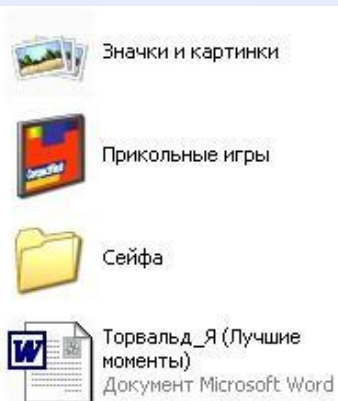 Значки и картинки
Прикольные игры
Сейфа
Торвальд_Я (Лучшие
моменты)
Документ Microsoft Word